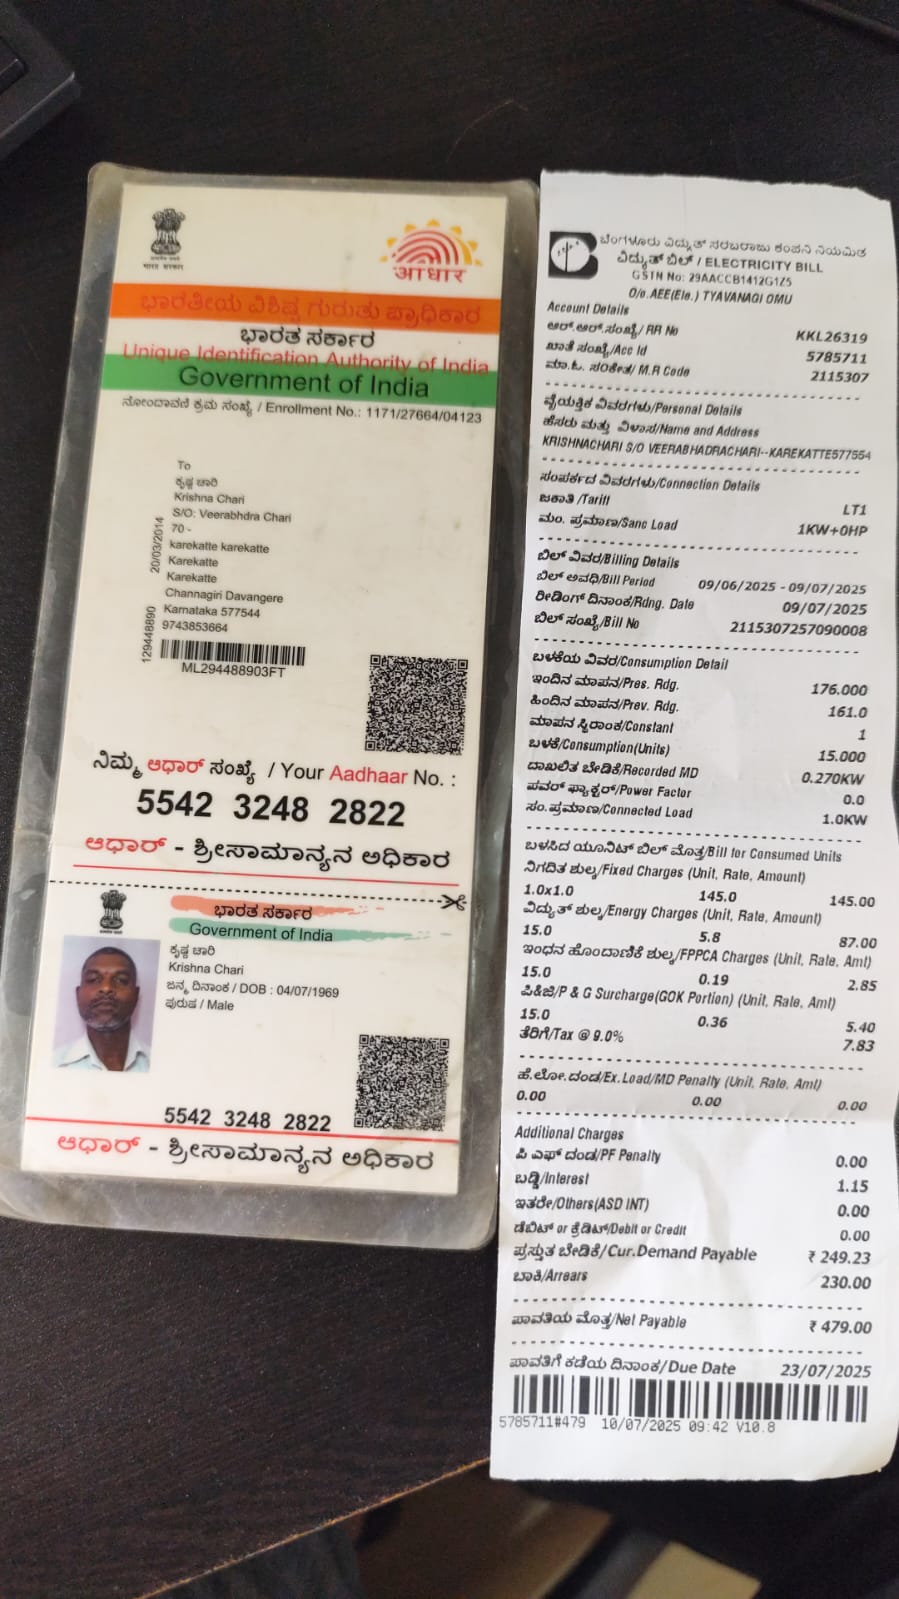 भारत सरकार
आधार
ಭಾರತೀಯ ವಿಶಿಷ್ಟ ಗುರುತು ಪ್ರಾಧಿಕಾರ
ಭಾರತ ಸರ್ಕಾರ
Unique Identification Authority of India
Government of India
ನೋಂದಾವಣಿ ಕ್ರಮ ಸಂಖ್ಯೆ / Enrollment No.: 1171/27664/04123
To
ಕೃಷ್ಣ ಚಾರಿ
Krishna Chari
S/O: Veerabhdra Chari
70 -
karekatte karekatte
Karekatte
Karekatte
Channagiri Davangere
Karnataka 577544
9743853664
20/03/2014
129448890
ML294488903FT
ನಿಮ್ಮ ಆಧಾರ್ ಸಂಖ್ಯೆ / Your Aadhaar No. :
5542 3248 2822
ಆಧಾರ್ - ಶ್ರೀಸಾಮಾನ್ಯನ ಅಧಿಕಾರ
ಭಾರತ ಸರ್ಕಾರ
Government of India
ಕೃಷ್ಣ ಚಾರಿ
Krishna Chari
ಜನ್ಮ ದಿನಾಂಕ / DOB : 04/07/1969
ಪುರುಷ / Male
5542 3248 2822
ಆಧಾರ್ - ಶ್ರೀಸಾಮಾನ್ಯನ ಅಧಿಕಾರ
ಬೆಂಗಳೂರು ವಿದ್ಯುತ್ ಸರಬರಾಜು ಕಂಪನಿ ನಿಯಮಿತ
ವಿದ್ಯುತ್ ಬಿಲ್ / ELECTRICITY BILL
GSTIN No: 29AACCB1412G1Z5
O/o. AEE(Ele.) TYAVANAGI OMU
Account Details
ಆರ್.ಆರ್.ಸಂಖ್ಯೆ/ RR No KKL26319
ಖಾತೆ ಸಂಖ್ಯೆ/Acc Id 5785711
ಮಾ.ಓ. ಸಂಕೇತ/ M.R Code 2115307
ವೈಯಕ್ತಿಕ ವಿವರಗಳು/Personal Details
ಹೆಸರು ಮತ್ತು ವಿಳಾಸ/Name and Address
KRISHNACHARI S/O VEERABHADRACHARI--KAREKATTE577554
ಸಂಪರ್ಕದ ವಿವರಗಳು/Connection Details
ಜಕಾತಿ /Tariff LT1
ಮಂ. ಪ್ರಮಾಣ/Sanc Load 1KW+0HP
ಬಿಲ್ ವಿವರ/Billing Details
ಬಿಲ್ ಅವಧಿ/Bill Period 09/06/2025 - 09/07/2025
ರೀಡಿಂಗ್ ದಿನಾಂಕ/Rdng. Date 09/07/2025
ಬಿಲ್ ಸಂಖ್ಯೆ/Bill No 2115307257090008
ಬಳಕೆಯ ವಿವರ/Consumption Detail
ಇಂದಿನ ಮಾಪನ/Pres. Rdg. 176.000
ಹಿಂದಿನ ಮಾಪನ/Prev. Rdg. 161.0
ಮಾಪನ ಸ್ಥಿರಾಂಕ/Constant 1
ಬಳಕೆ/Consumption(Units) 15.000
ದಾಖಲಿತ ಬೇಡಿಕೆ/Recorded MD 0.270KW
ಪವರ್ ಫ್ಯಾಕ್ಟರ್/Power Factor 0.0
ಸಂ.ಪ್ರಮಾಣ/Connected Load 1.0KW
ಬಳಸಿದ ಯೂನಿಟ್ ಬಿಲ್ ಮೊತ್ತ/Bill for Consumed Units
ನಿಗದಿತ ಶುಲ್ಕ/Fixed Charges (Unit, Rate, Amount)
1.0x1.0 145.0 145.00
ವಿದ್ಯುತ್ ಶುಲ್ಕ/Energy Charges (Unit, Rate, Amount)
15.0 5.8 87.00
ಇಂಧನ ಹೊಂದಾಣಿಕೆ ಶುಲ್ಕ/FPPCA Charges (Unit, Rate, Amt)
15.0 0.19 2.85
ಪಿ&ಜಿ/P & G Surcharge(GOK Portion) (Unit, Rate, Amt)
15.0 0.36 5.40
ತೆರಿಗೆ/Tax @ 9.0% 7.83
ಹೆ.ಲೋ.ದಂಡ/Ex.Load/MD Penalty (Unit, Rate, Amt)
0.00 0.00 0.00
Additional Charges
ಪಿ ಎಫ್ ದಂಡ/PF Penalty 0.00
ಬಡ್ಡಿ/Interest 1.15
ಇತರೇ/Others(ASD INT) 0.00
ಡೆಬಿಟ್ or ಕ್ರೆಡಿಟ್/Debit or Credit 0.00
ಪ್ರಸ್ತುತ ಬೇಡಿಕೆ/Cur.Demand Payable ₹ 249.23
ಬಾಕಿ/Arrears 230.00
ಪಾವತಿಯ ಮೊತ್ತ/Net Payable ₹ 479.00
ಪಾವತಿಗೆ ಕಡೆಯ ದಿನಾಂಕ/ Due Date 23/07/2025
5785711#479 10/07/2025 09:42 V10.8